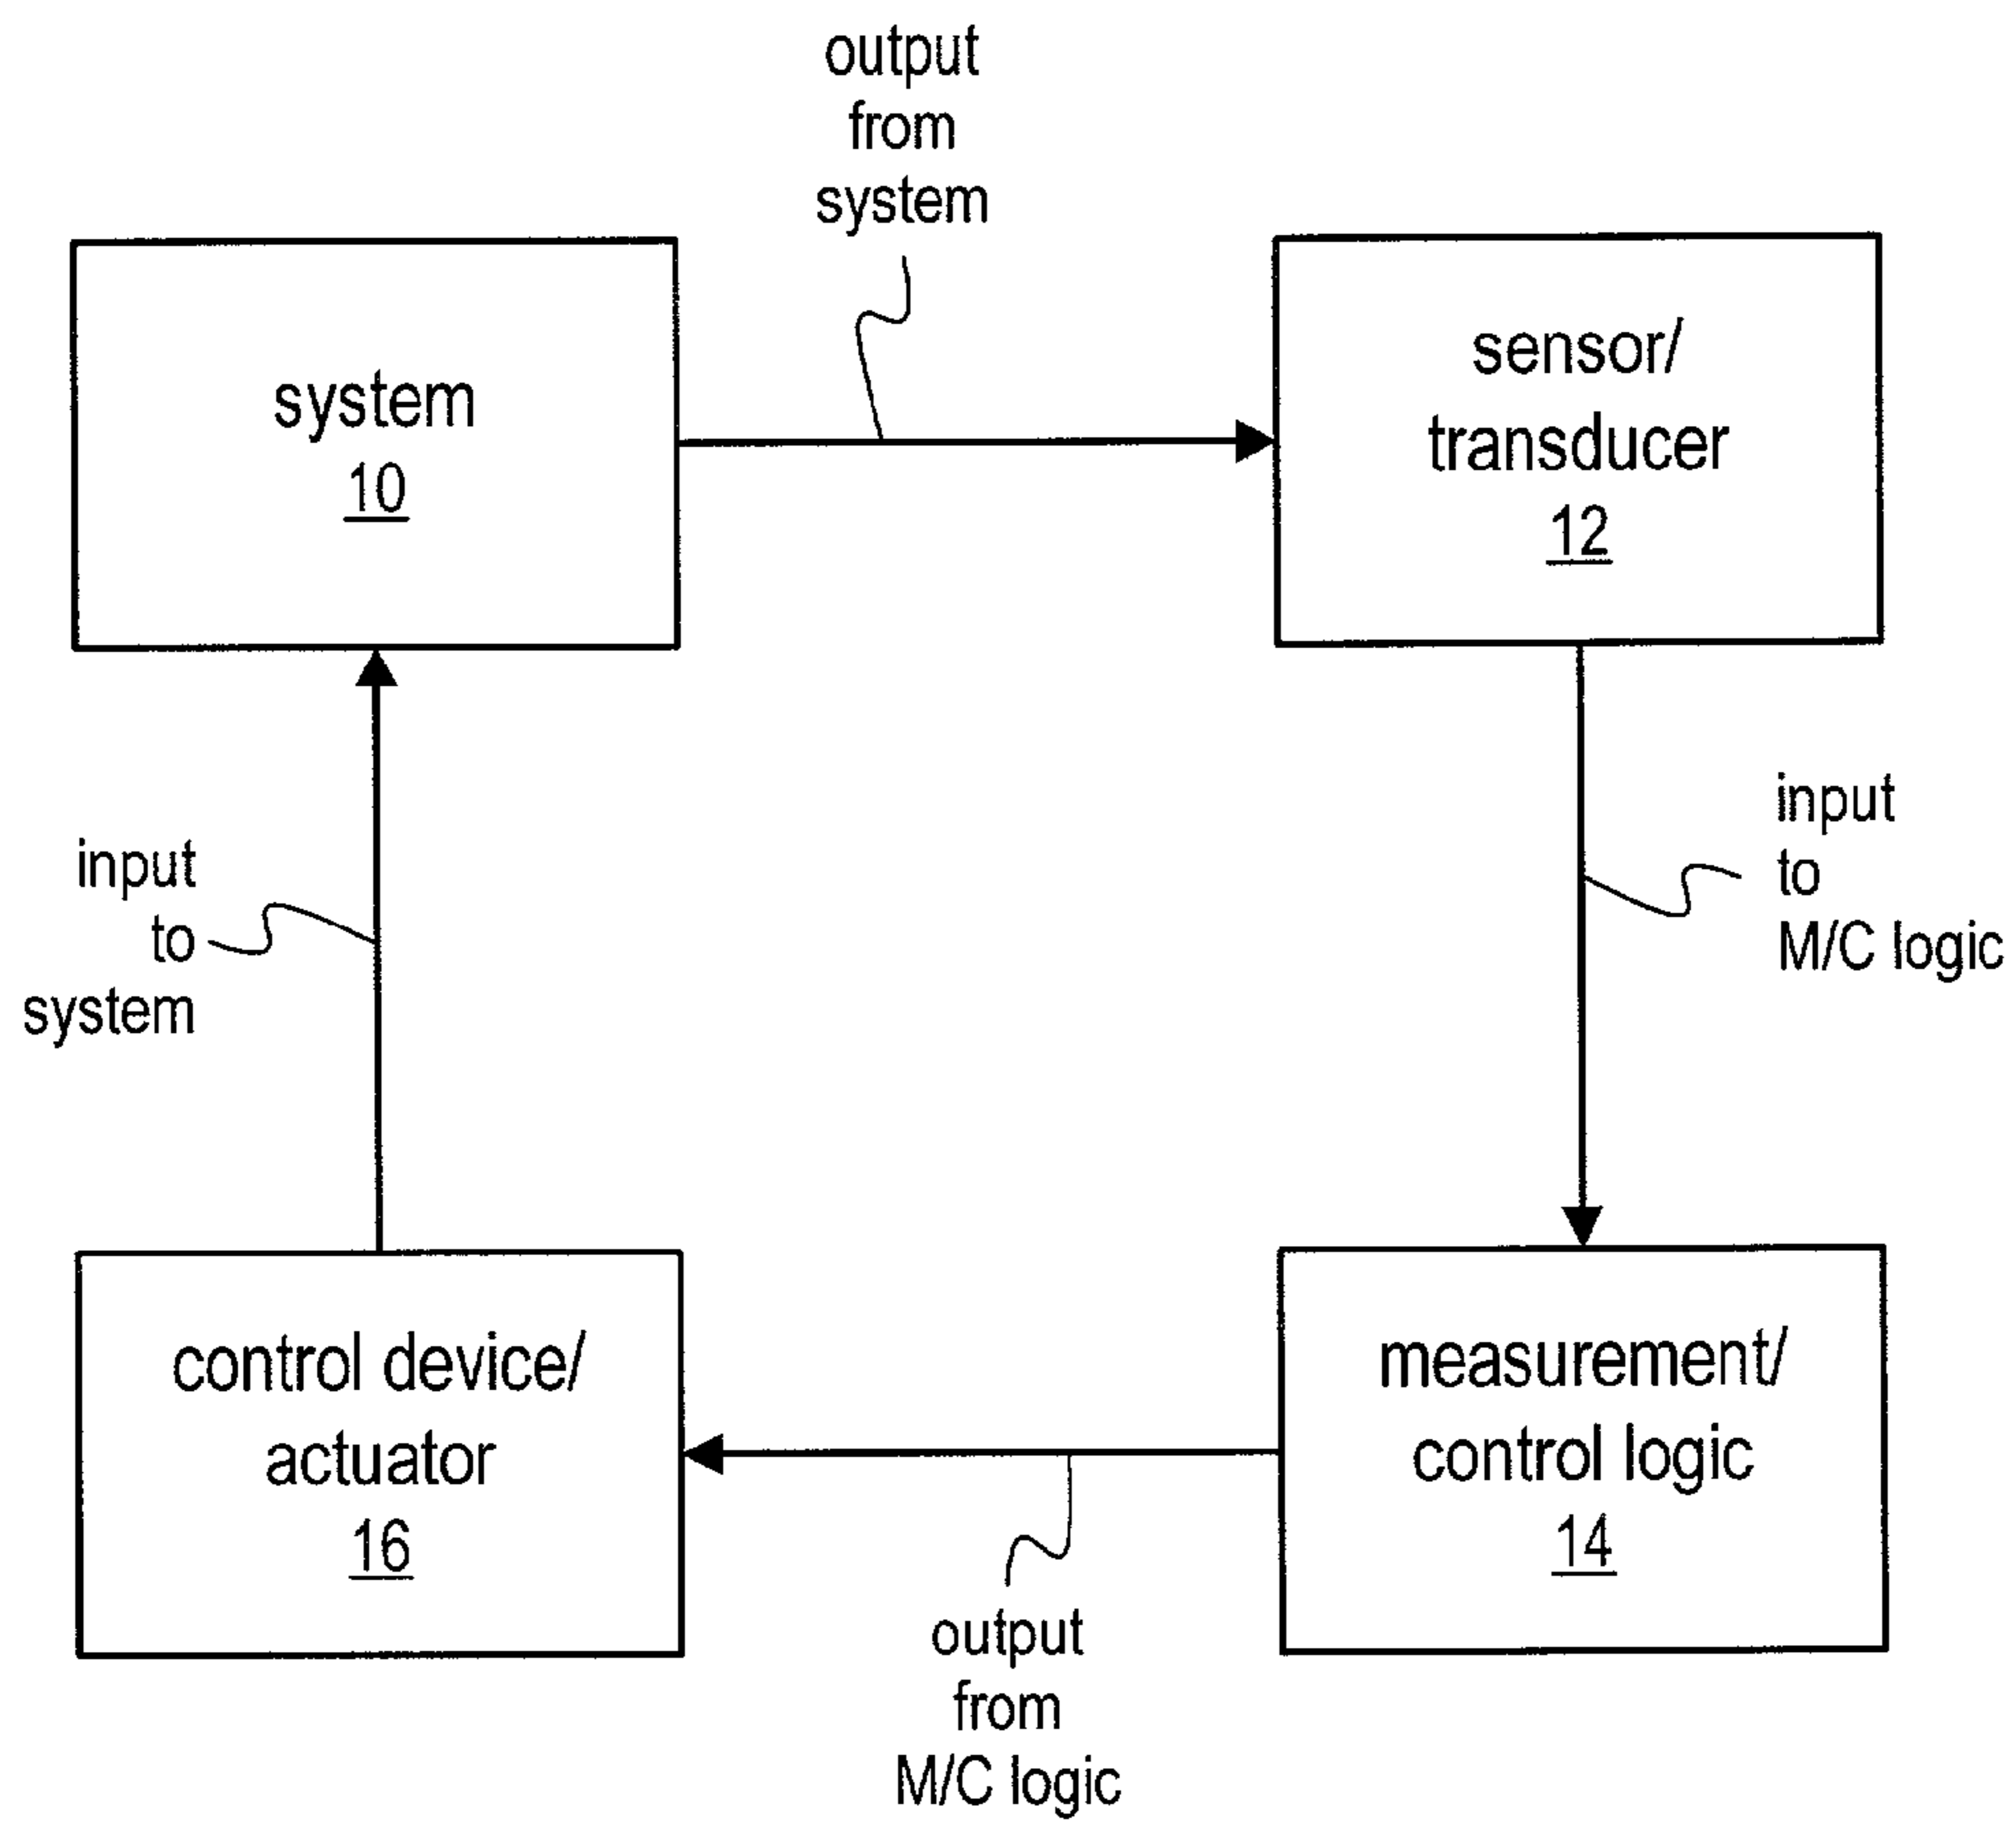 output
from
system
system
10
sensor/
transducer
12
input
to
system
input
to
M/C logic
control device/
actuator
16
measurement/
control logic
14
output
from
M/C logic